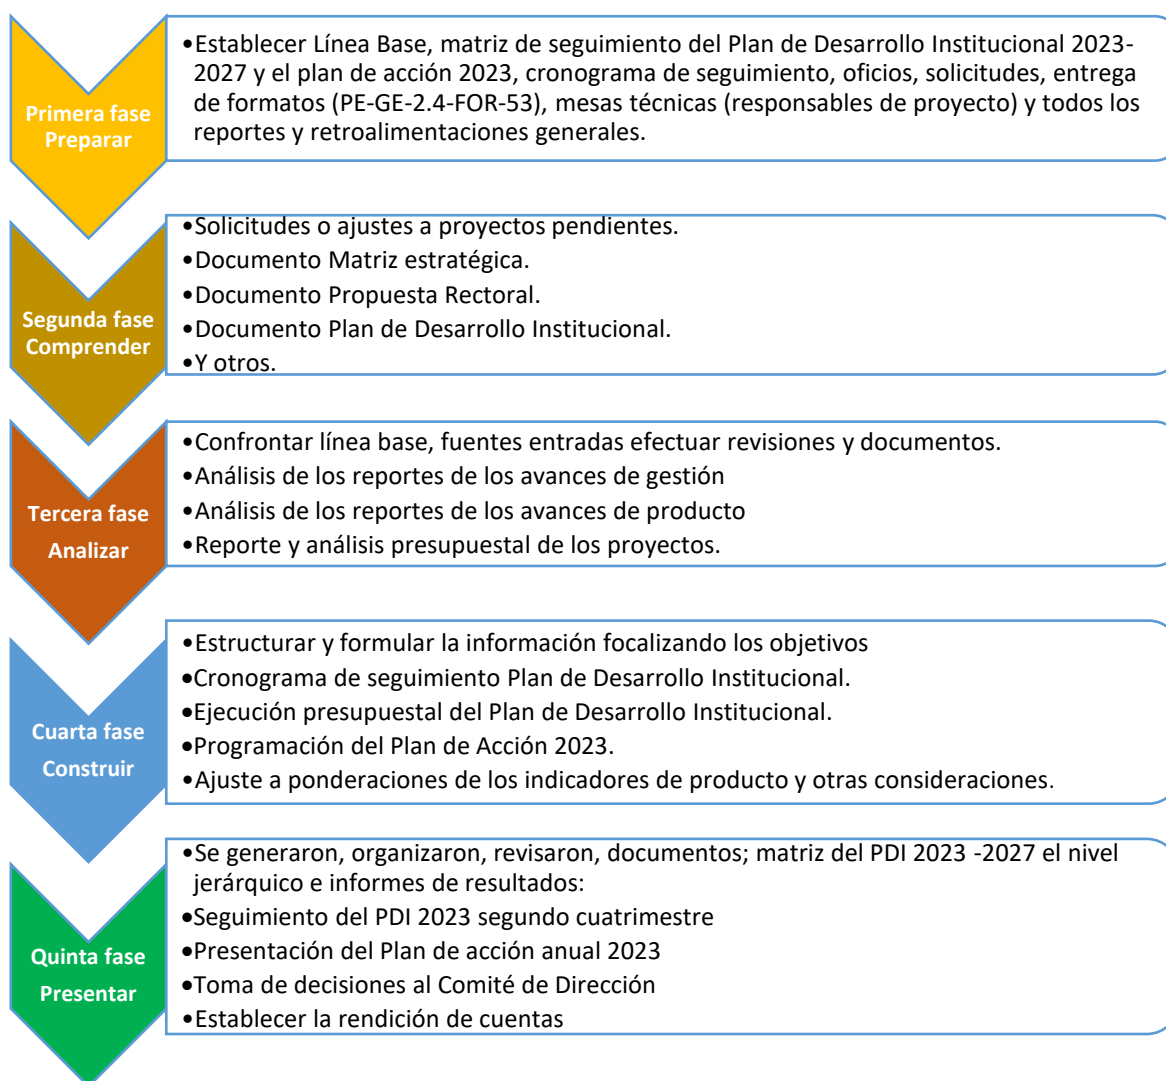 Primera fase
Preparar
•Establecer Línea Base, matriz de seguimiento del Plan de Desarrollo Institucional 2023-
2027 y el plan de acción 2023, cronograma de seguimiento, oficios, solicitudes, entrega
de formatos (PE-GE-2.4-FOR-53), mesas técnicas (responsables de proyecto) y todos los
reportes y retroalimentaciones generales.
Segunda fase
Comprender
•Solicitudes o ajustes a proyectos pendientes.
•Documento Matriz estratégica.
•Documento Propuesta Rectoral.
•Documento Plan de Desarrollo Institucional.
•Y otros.
Tercera fase
Analizar
•Confrontar línea base, fuentes entradas efectuar revisiones y documentos.
•Análisis de los reportes de los avances de gestión
•Análisis de los reportes de los avances de producto
•Reporte y análisis presupuestal de los proyectos.
Cuarta fase
Construir
•Estructurar y formular la información focalizando los objetivos
•Cronograma de seguimiento Plan de Desarrollo Institucional.
•Ejecución presupuestal del Plan de Desarrollo Institucional.
•Programación del Plan de Acción 2023.
•Ajuste a ponderaciones de los indicadores de producto y otras consideraciones.
Quinta fase
Presentar
•Se generaron, organizaron, revisaron, documentos; matriz del PDI 2023 -2027 el nivel
jerárquico e informes de resultados:
•Seguimiento del PDI 2023 segundo cuatrimestre
•Presentación del Plan de acción anual 2023
•Toma de decisiones al Comité de Dirección
•Establecer la rendición de cuentas